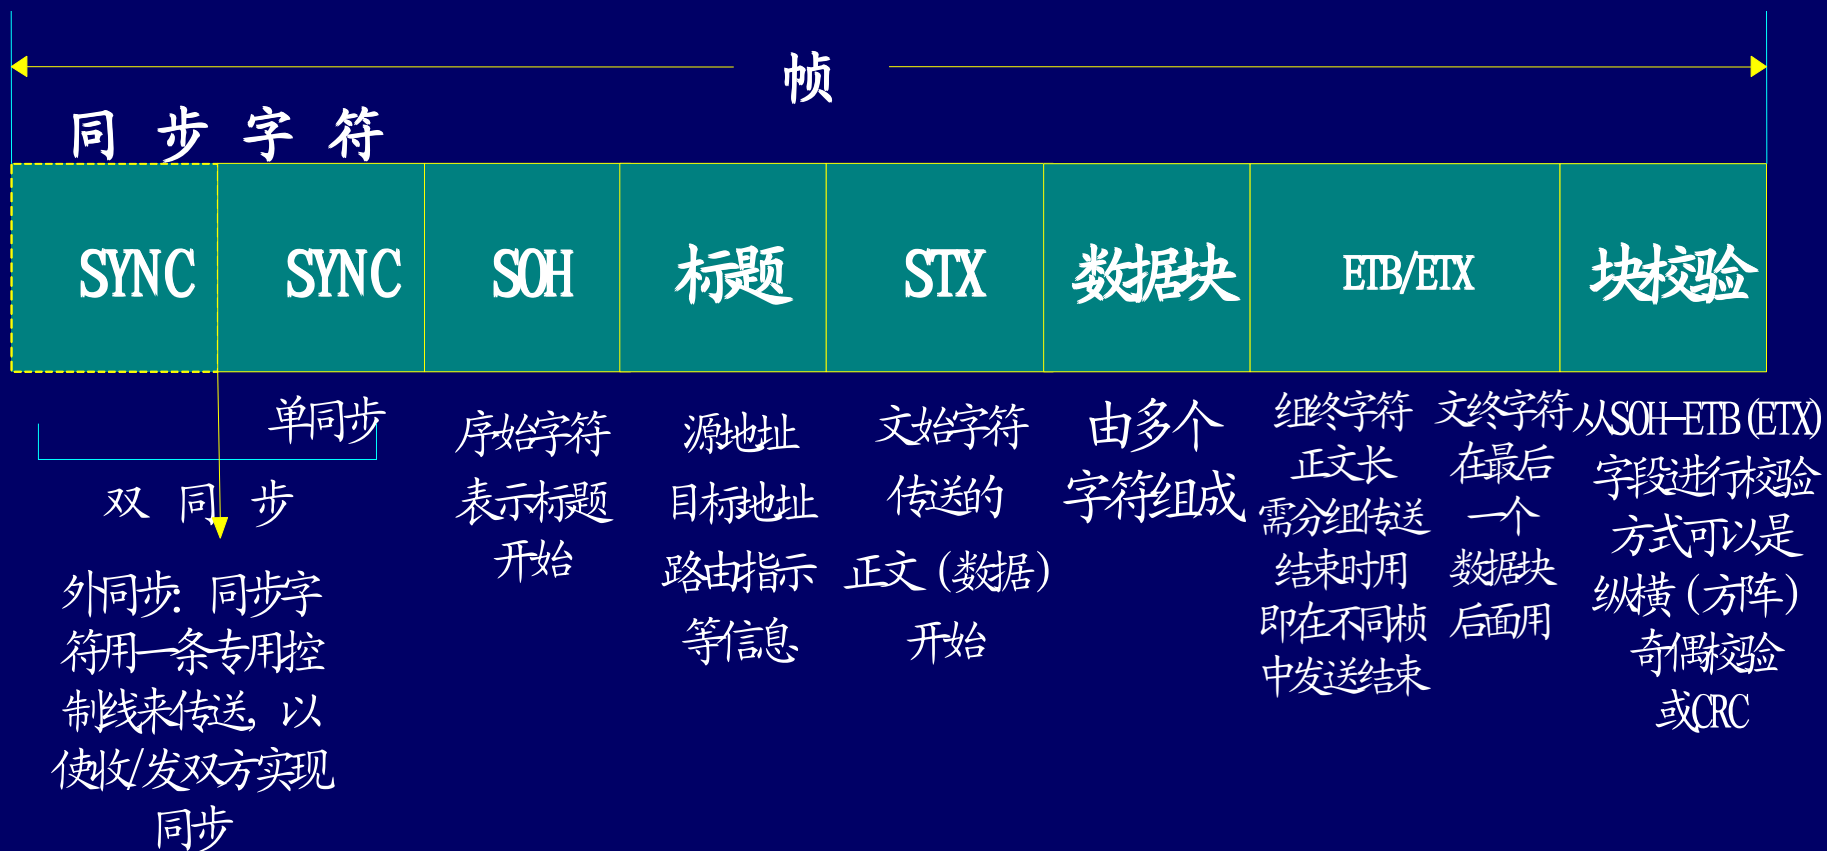 帧
同 步 字 符
SYNC
SYNC
SOH
标题
STX
数据块
ETB/ETX
块校验
单同步
双 同 步
外同步: 同步字
符用一条专用控
制线来传送, 以
使收/发双方实现
同步
序始字符
表示标题
开始
源地址
目标地址
路由指示
等信息
文始字符
传送的
正文(数据)
开始
由多个
字符组成
组终字符
正文长
需分组传送
结束时用
即在不同桢
中发送结束
文终字符
在最后
一个
数据块
后面用
从SOH-ETB(ETX)
字段进行校验
方式可以是
纵横(方阵)
奇偶校验
或CRC